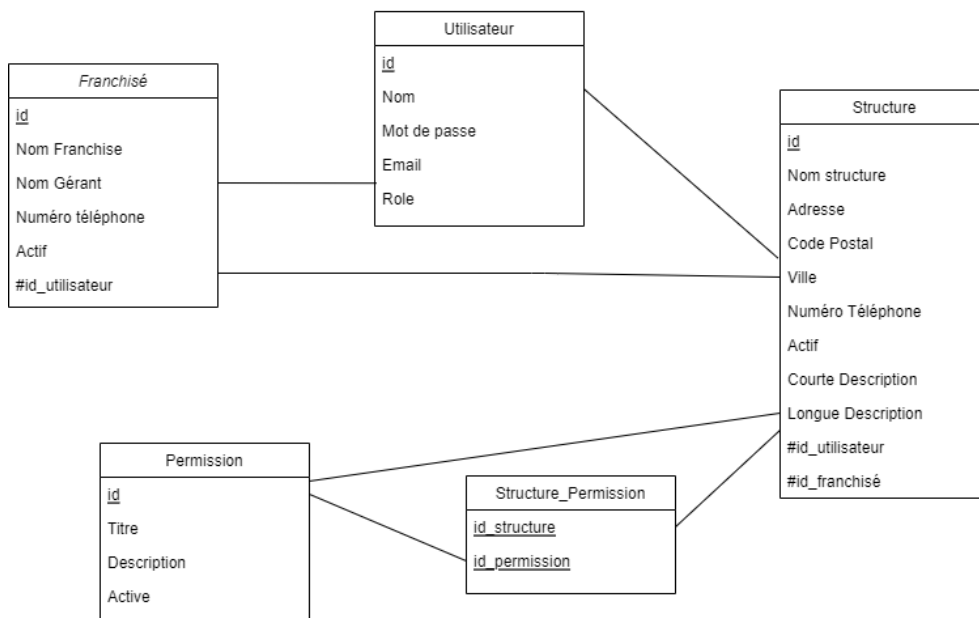 Franchisé
id
Nom Franchise
Nom Gérant
Numéro téléphone
Actif
#id_utilisateur
Utilisateur
id
Nom
Mot de passe
Email
Role
Structure
id
Nom structure
Adresse
Code Postal
Ville
Numéro Téléphone
Actif
Courte Description
Longue Description
#id_utilisateur
#id_franchisé
Permission
id
Titre
Description
Active
Structure_Permission
id_structure
id_permission